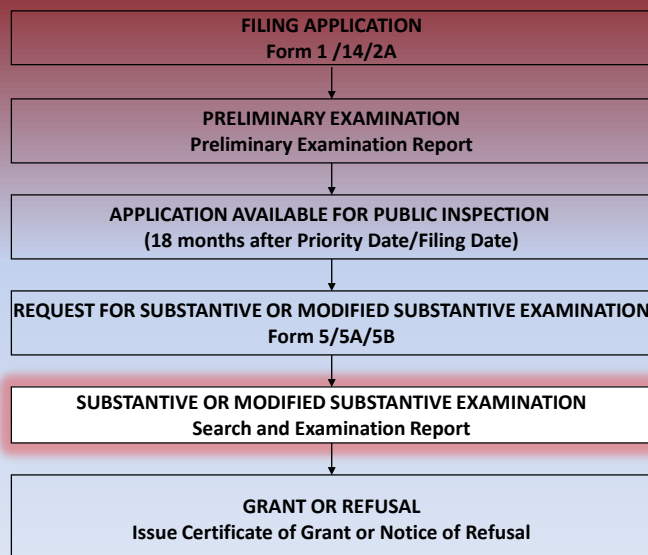 FILING APPLICATION
Form 1 /14/2A
PRELIMINARY EXAMINATION
Preliminary Examination Report
APPLICATION AVAILABLE FOR PUBLIC INSPECTION
(18 months after Priority Date/Filing Date)
REQUEST FOR SUBSTANTIVE OR MODIFIED SUBSTANTIVE EXAMINATION
Form 5/5A/5B
SUBSTANTIVE OR MODIFIED SUBSTANTIVE EXAMINATION
Search and Examination Report
GRANT OR REFUSAL
Issue Certificate of Grant or Notice of Refusal